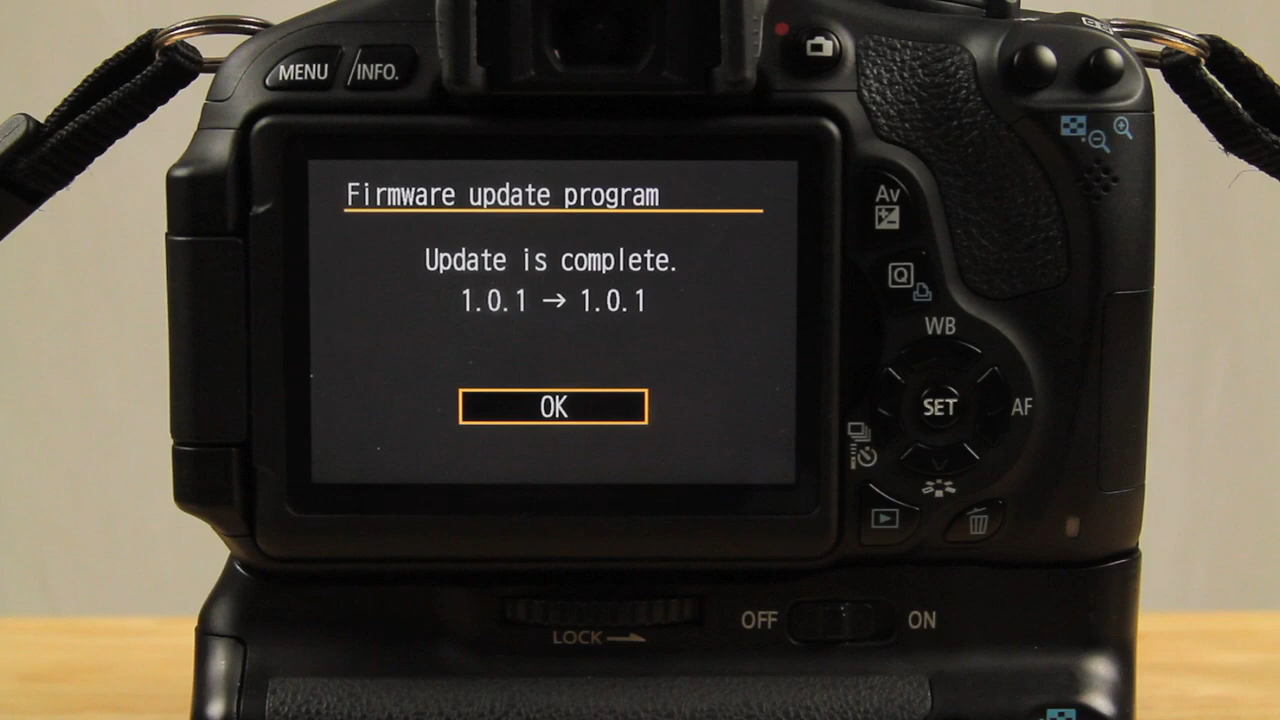 MENU
INFO.
Firmware update program
Update is complete.
1.0.1 → 1.0.1
OK
Av
Q
WB
SET
AF
OFF
ON
LOCK